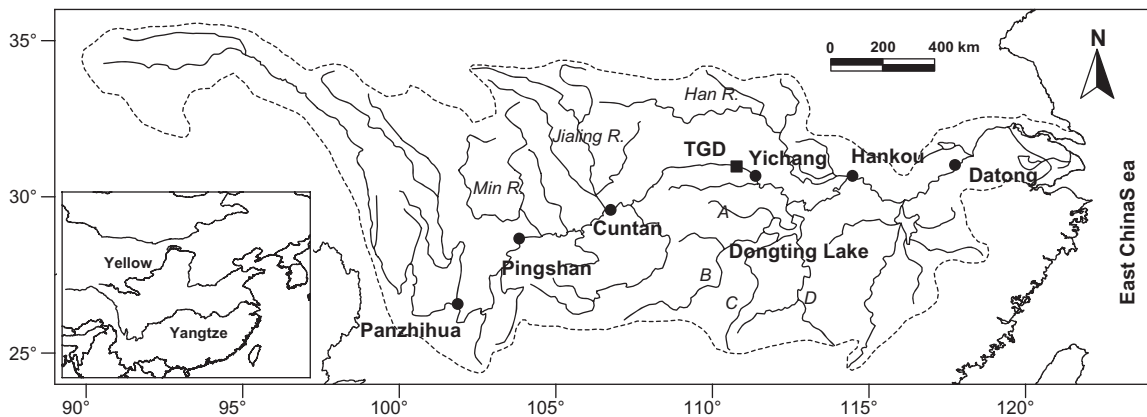 35°
30°
25°
90°
95°
100°
105°
110°
115°
120°
0 200 400 km
N
Han R.
Jialing R.
Min R.
TGD
Yichang
Hankou
Datong
Cuntan
Pingshan
Panzhihua
Dongting Lake
A
B
C
D
East ChinaS ea
Yellow
Yangtze